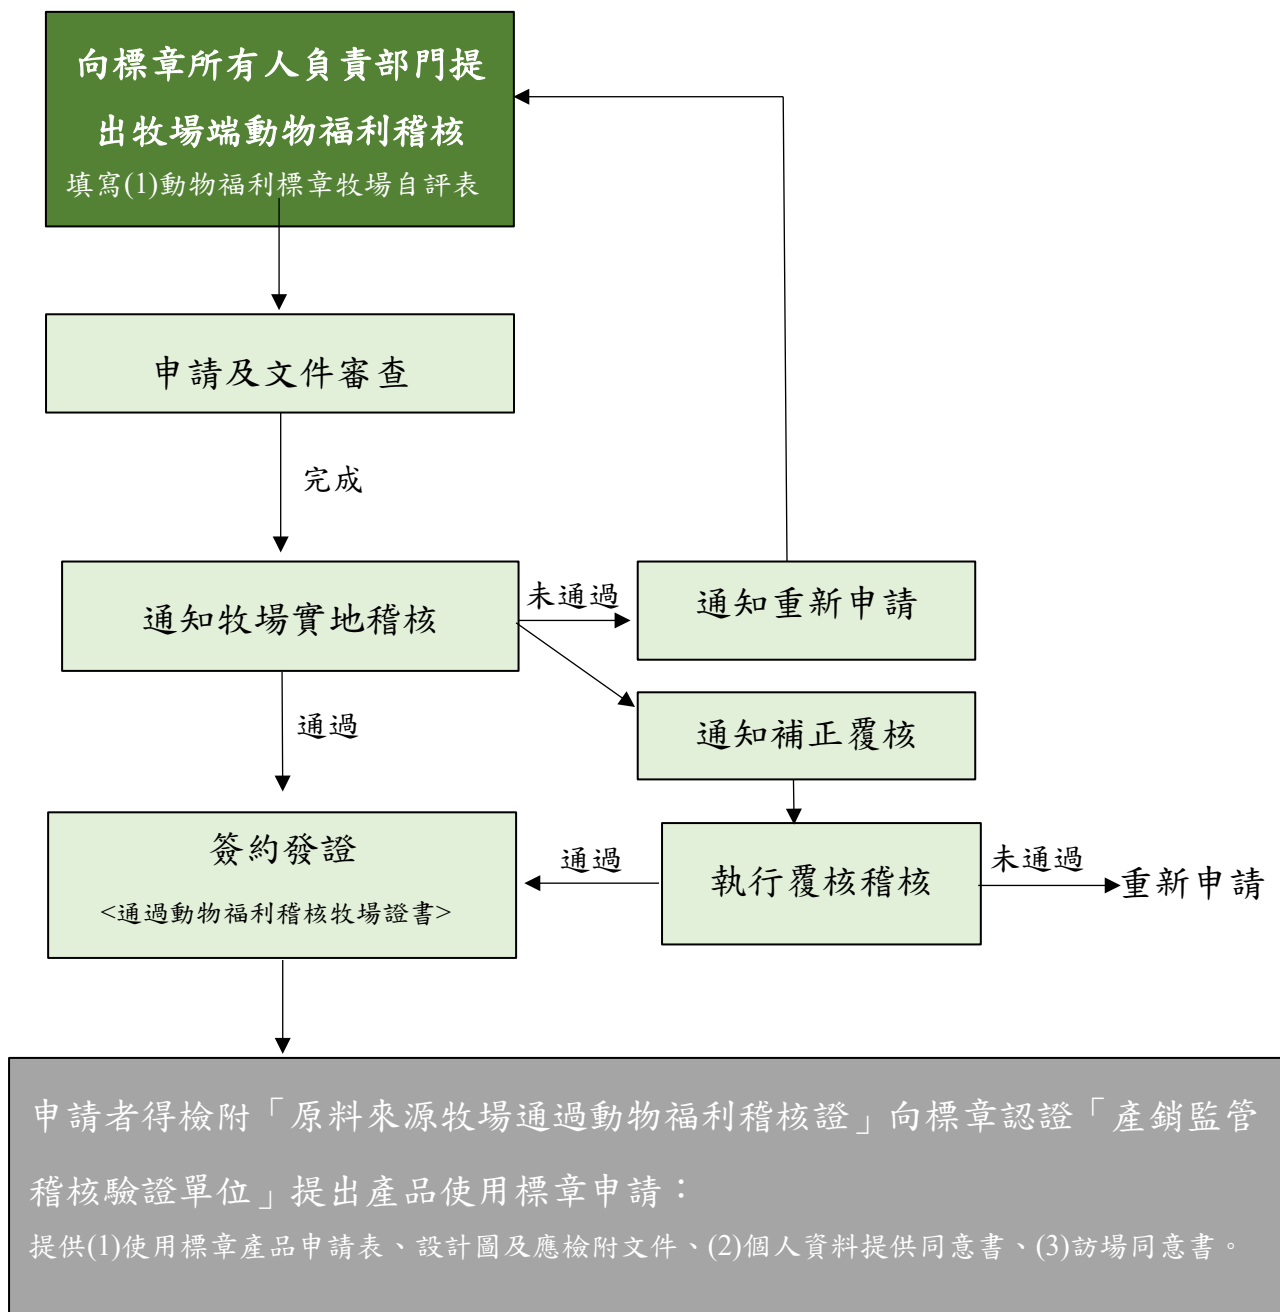 向標章所有人負責部門提
出牧場端動物福利稽核
填寫(1)動物福利標章牧場自評表
申請及文件審查
完成
通知牧場實地稽核
未通過
通知重新申請
通知補正覆核
通過
簽約發證
<通過動物福利稽核牧場證書>
通過
執行覆核稽核
未通過
重新申請
申請者得檢附「原料來源牧場通過動物福利稽核證」向標章認證「產銷監管
稽核驗證單位」提出產品使用標章申請：
提供(1)使用標章產品申請表、設計圖及應檢附文件、(2)個人資料提供同意書、(3)訪場同意書。